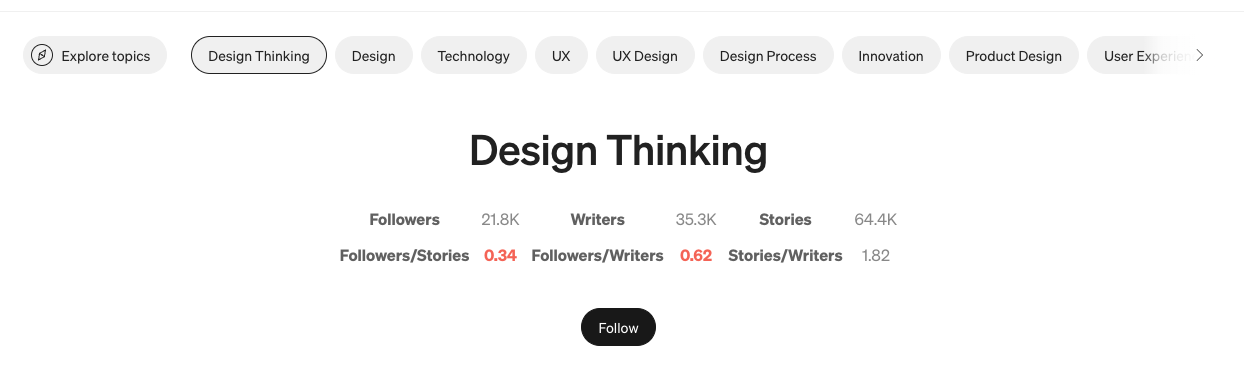 Explore topics Design Thinking Design Technology UX UX Design Design Process Innovation Product Design User
Design Thinking
Followers 21.8K Writers 35.3K Stories 64.4K
Followers/Stories 0.34 Followers/Writers 0.62 Stories/Writers 1.82
Follow